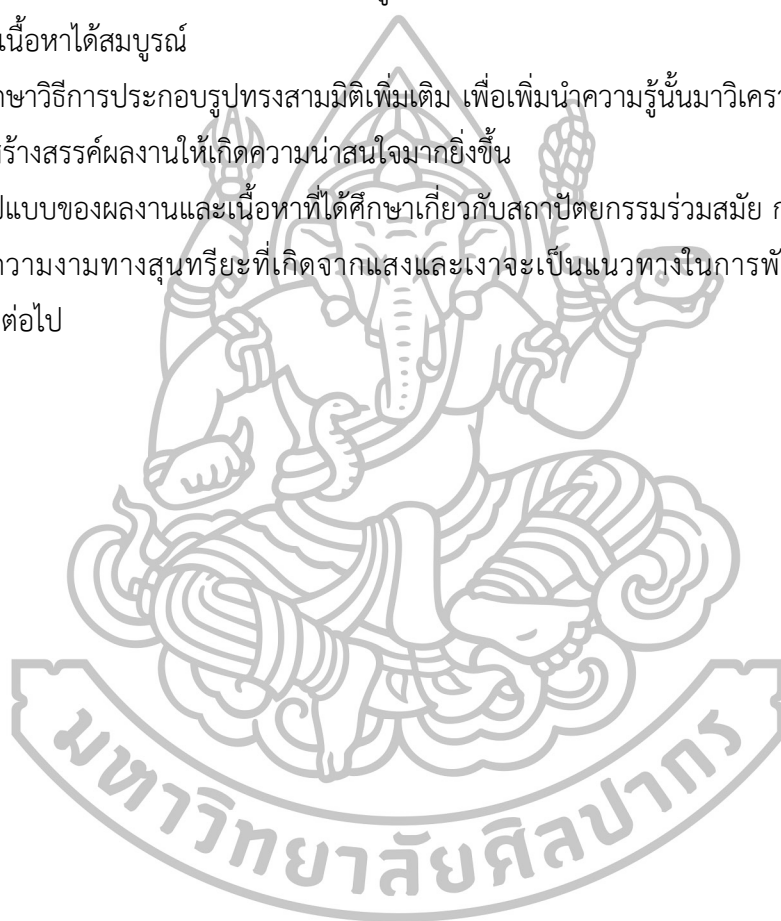 เนื้อหาได้สมบูรณ์
กษาวิธีการประกอบรูปทรงสามมิติเพิ่มเติม เพื่อเพิ่มนำความรู้นั้นมาวิเครา
สร้างสรรค์ผลงานให้เกิดความน่าสนใจมากยิ่งขึ้น
ปแบบของผลงานและเนื้อหาที่ได้ศึกษาเกี่ยวกับสถาปัตยกรรมร่วมสมัย ก
ความงามทางสุนทรียะที่เกิดจากแสงและเงาจะเป็นแนวทางในการพั
ต่อไป
มหาวิทยาลัยศิลปากร